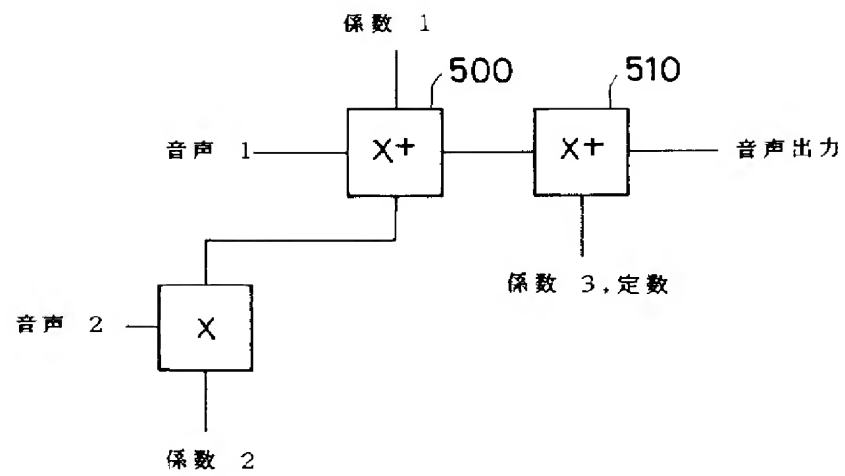 係数 1
500
510
音声 1
X+
X+
音声出力
係数 3,定数
音声 2
X
係数 2